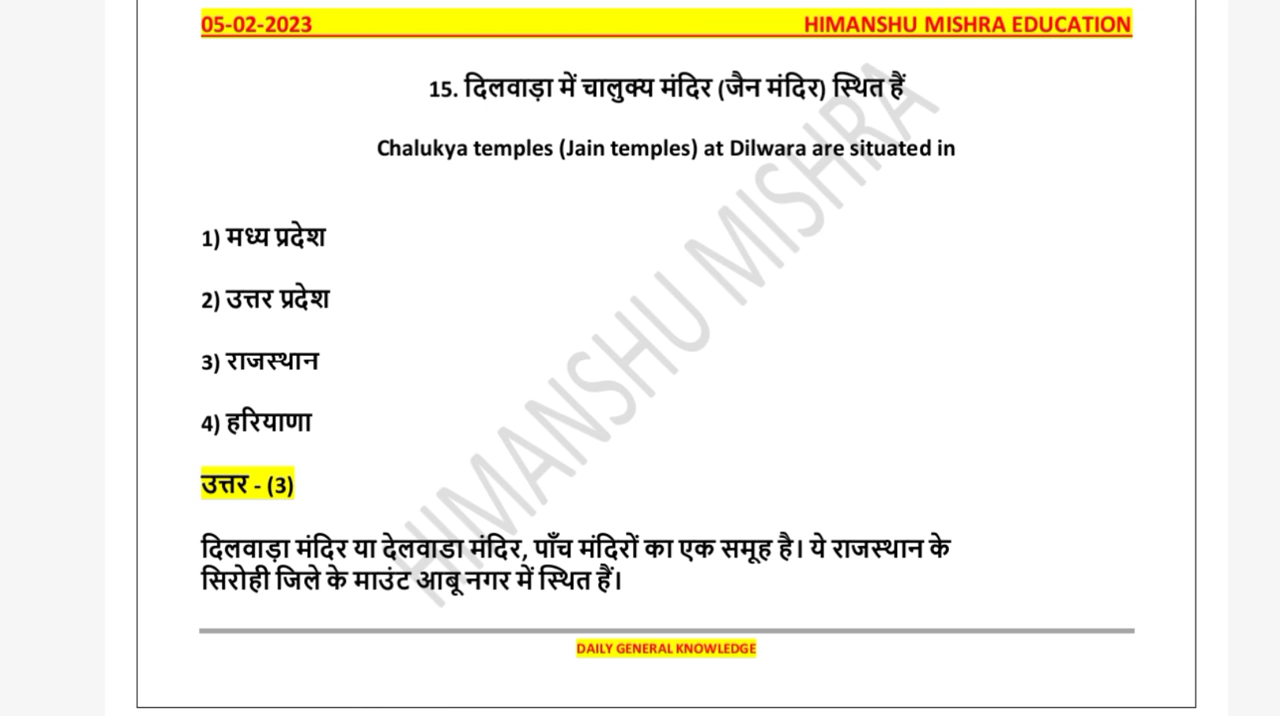 05-02-2023 HIMANSHU MISHRA EDUCATION
15. दिलवाड़ा में चालुक्य मंदिर (जैन मंदिर) स्थित हैं
Chalukya temples (Jain temples) at Dilwara are situated in
1) मध्य प्रदेश
2) उत्तर प्रदेश
3) राजस्थान
4) हरियाणा
उत्तर - (3)
दिलवाड़ा मंदिर या देलवाडा मंदिर, पाँच मंदिरों का एक समूह है। ये राजस्थान के
सिरोही जिले के माउंट आबू नगर में स्थित हैं।
HIMANSHU MISHRA
DAILY GENERAL KNOWLEDGE